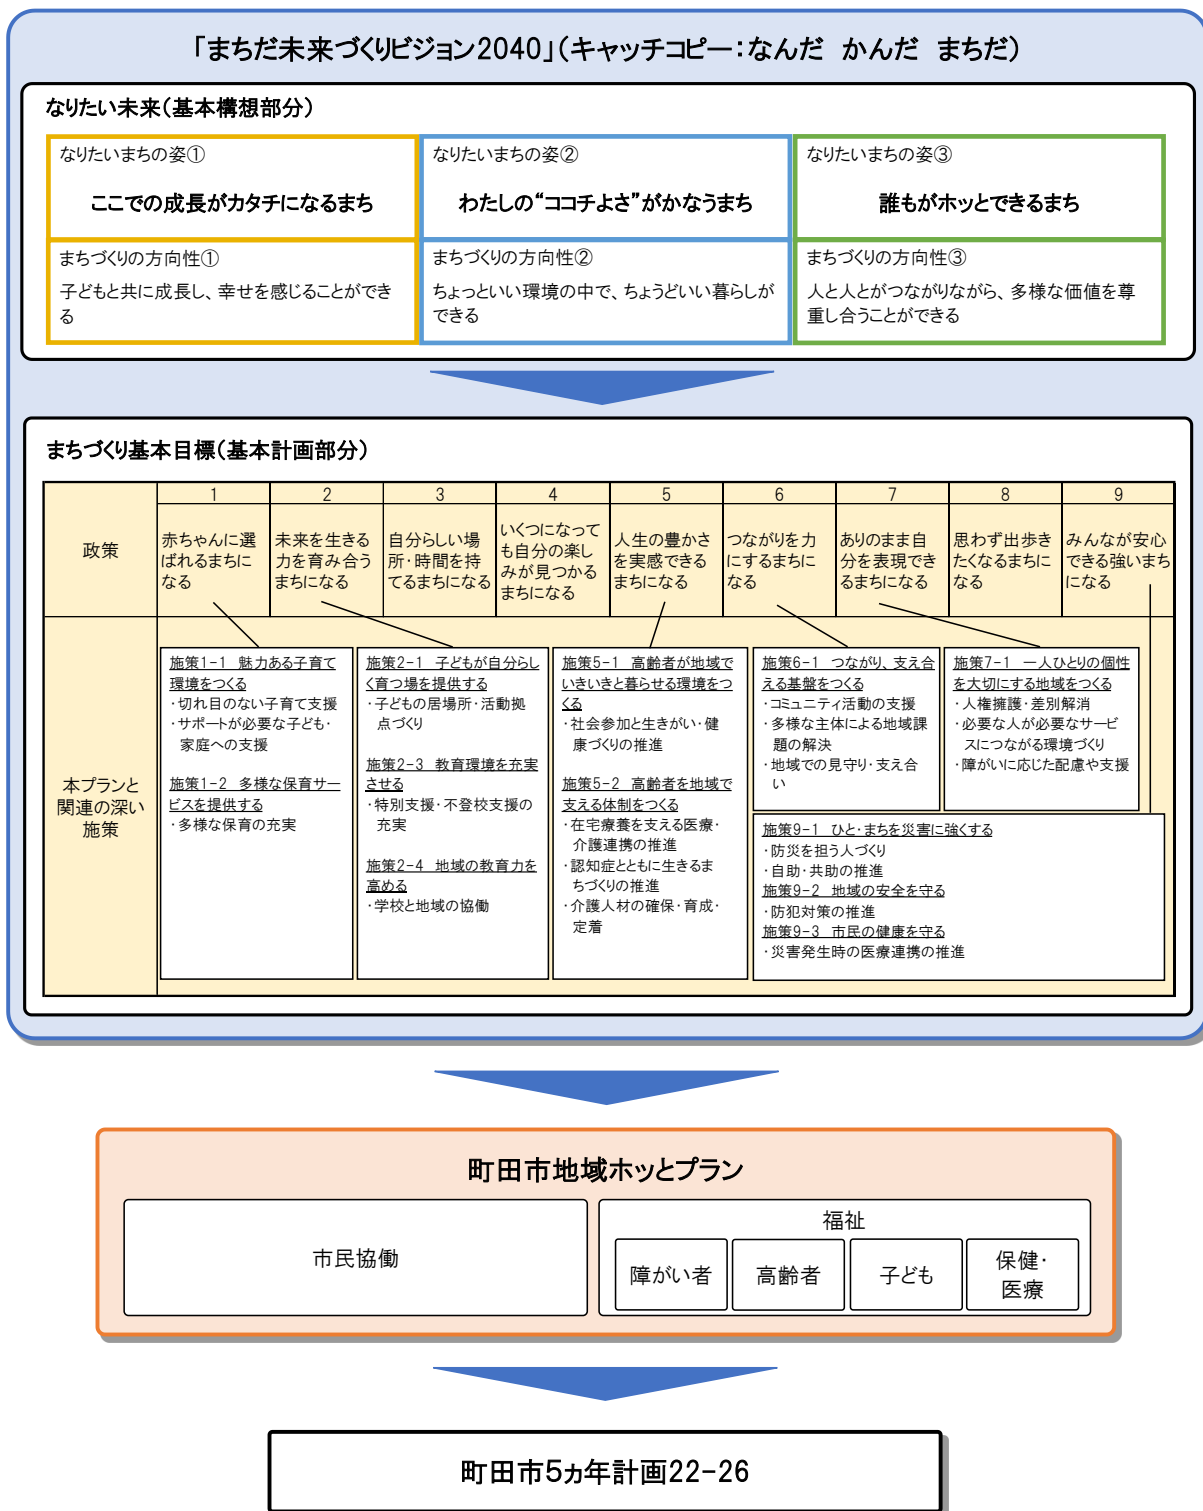 「まちだ未来づくりビジョン2040」（キャッチコピー：なんだ　かんだ　まちだ）
なりたい未来（基本構想部分）
なりたいまちの姿①
ここでの成長がカタチになるまち
なりたいまちの姿②
わたしの“ココチよさ”がかなうまち
なりたいまちの姿③
誰もがホッとできるまち
まちづくりの方向性①
子どもと共に成長し、幸せを感じることができ
る
まちづくりの方向性②
ちょっといい環境の中で、ちょうどいい暮らしが
できる
まちづくりの方向性③
人と人とがつながりながら、多様な価値を尊
重し合うことができる
まちづくり基本目標（基本計画部分）
政策
1
赤ちゃんに選
ばれるまちに
なる
2
未来を生きる
力を育み合う
まちになる
3
自分らしい場
所・時間を持
てるまちになる
4
いくつになって
も自分の楽し
みが見つかる
まちになる
5
人生の豊かさ
を実感できる
まちになる
6
つながりを力
にするまちに
なる
7
ありのまま自
分を表現でき
るまちになる
8
思わず出歩き
たくなるまちに
なる
9
みんなが安心
できる強いまち
になる
本プランと
関連の深い
施策
施策1-1　魅力ある子育て
環境をつくる
・切れ目のない子育て支援
・サポートが必要な子ども・
家庭への支援
施策1-2　多様な保育サー
ビスを提供する
・多様な保育の充実
施策2-1　子どもが自分らし
く育つ場を提供する
・子どもの居場所・活動拠
点づくり
施策2-3　教育環境を充実
させる
・特別支援・不登校支援の
充実
施策2-4　地域の教育力を
高める
・学校と地域の協働
施策5-1　高齢者が地域で
いきいきと暮らせる環境をつ
くる
・社会参加と生きがい・健
康づくりの推進
施策5-2　高齢者を地域で
支える体制をつくる
・在宅療養を支える医療・
介護連携の推進
・認知症とともに生きるま
ちづくりの推進
・介護人材の確保・育成・
定着
施策6-1　つながり、支え合
える基盤をつくる
・コミュニティ活動の支援
・多様な主体による地域課
題の解決
・地域での見守り・支え合
い
施策7-1　一人ひとりの個性
を大切にする地域をつくる
・人権擁護・差別解消
・必要な人が必要なサービ
スにつながる環境づくり
・障がいに応じた配慮や支援
施策9-1　ひと・まちを災害に強くする
・防災を担う人づくり
・自助・共助の推進
施策9-2　地域の安全を守る
・防犯対策の推進
施策9-3　市民の健康を守る
・災害発生時の医療連携の推進
町田市地域ホッとプラン
市民協働
福祉
障がい者
高齢者
子ども
保健・
医療
町田市5ヵ年計画22-26